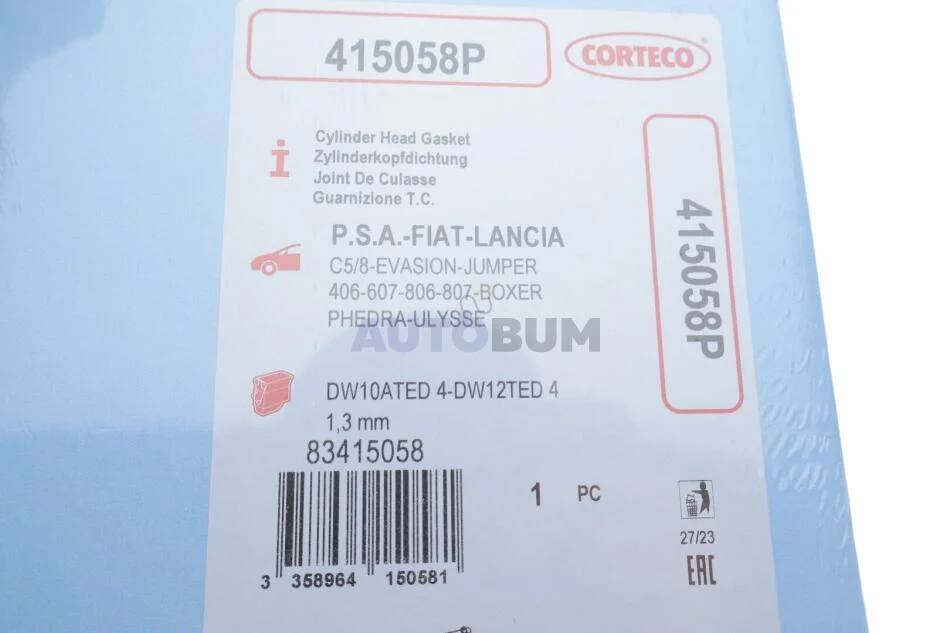 415058P
CORTECO
Cylinder Head Gasket
Zylinderkopfdichtung
Joint De Culasse
Guarnizione T.C.
P.S.A.-FIAT-LANCIA
C5/8-EVASION-JUMPER
406-607-806-807-BOXER
PHEDRA-ULYSSE
AUTOBUM
415058P
DW10ATED 4-DW12TED 4
1,3 mm
83415058
1 PC
27/23
EAC
3 358964 150581